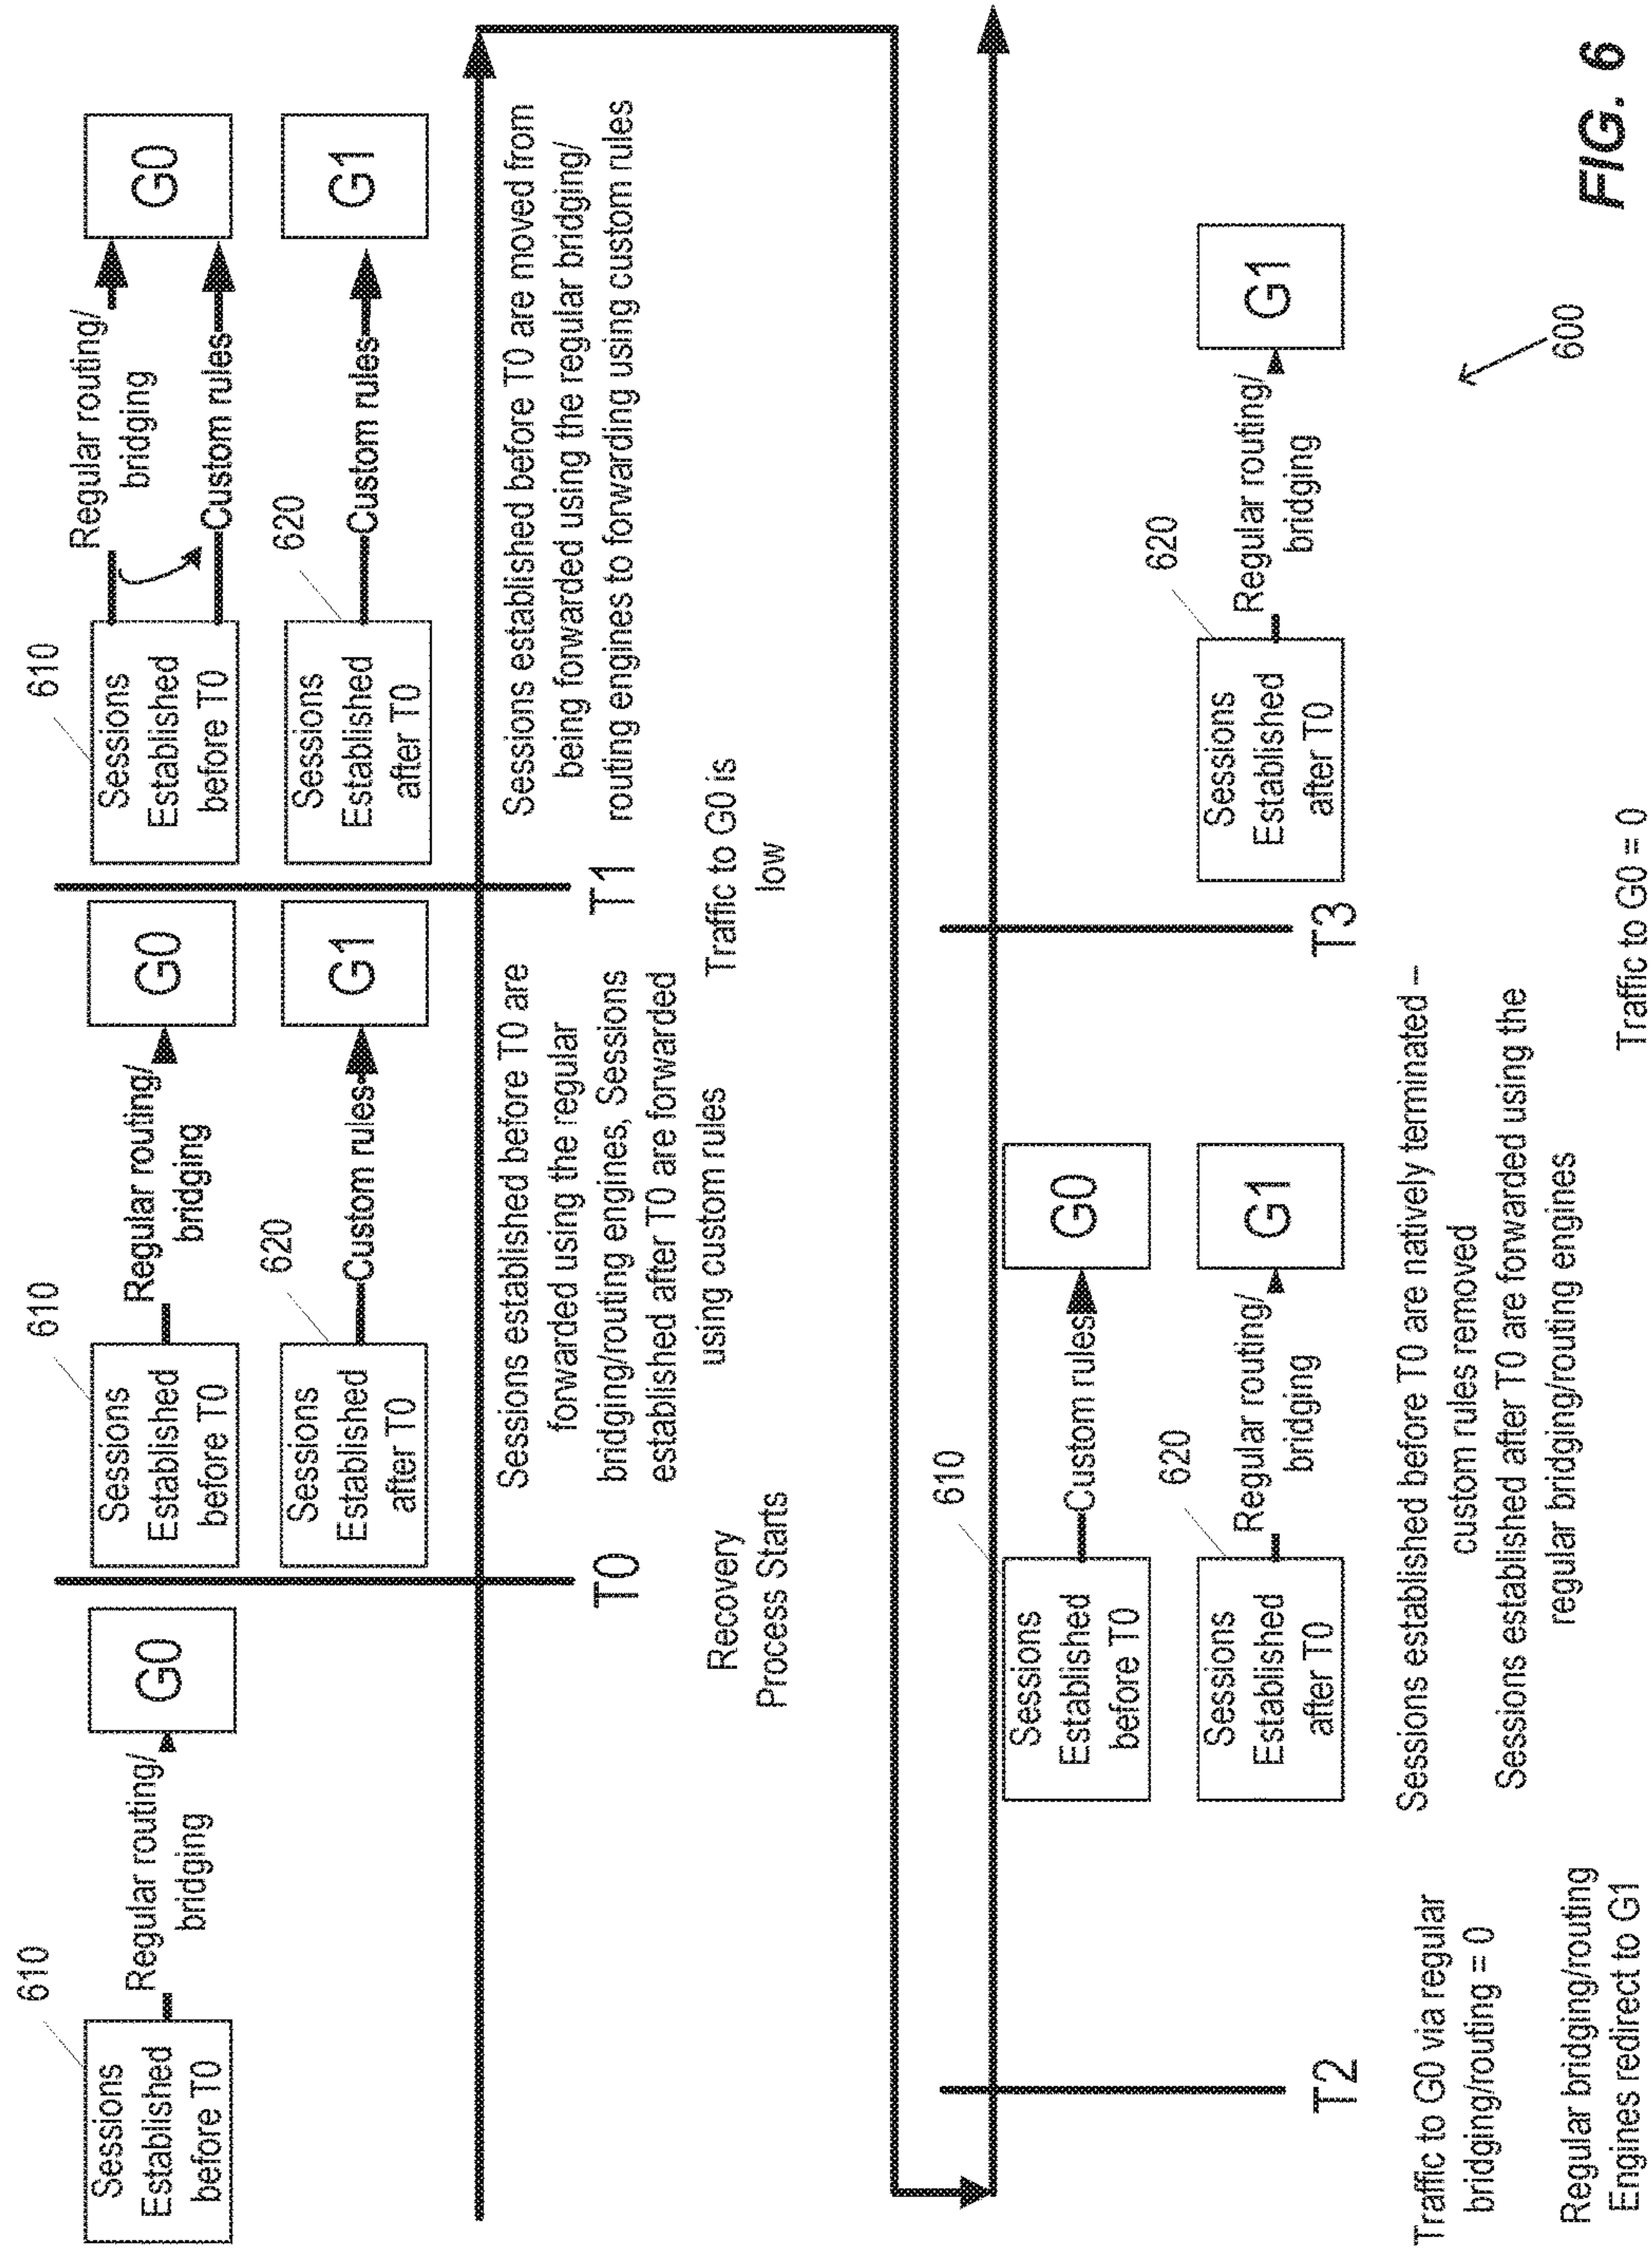 610
Sessions
Established
before T0
Regular routing/
bridging
G0
T0
Recovery
Process Starts
610
Sessions
Established
before T0
Regular routing/
bridging
G0
620
Sessions
Established
after T0
Custom rules
G1
Sessions established before T0 are
forwarded using the regular
bridging/routing engines, Sessions
established after T0 are forwarded
using custom rules
T1
Traffic to G0 is
low
610
Sessions
Established
before T0
Regular routing/
bridging
Custom rules
G0
620
Sessions
Established
after T0
Custom rules
G1
Sessions established before T0 are moved from
being forwarded using the regular bridging/
routing engines to forwarding using custom rules
T2
Traffic to G0 via regular
bridging/routing = 0
Regular bridging/routing
Engines redirect to G1
610
Sessions
Established
before T0
Custom rules
G0
620
Sessions
Established
after T0
Regular routing/
bridging
G1
Sessions established before T0 are natively terminated –
custom rules removed
Sessions established after T0 are forwarded using the
regular bridging/routing engines
T3
Traffic to G0 = 0
620
Sessions
Established
after T0
Regular routing/
bridging
G1
600
FIG. 6